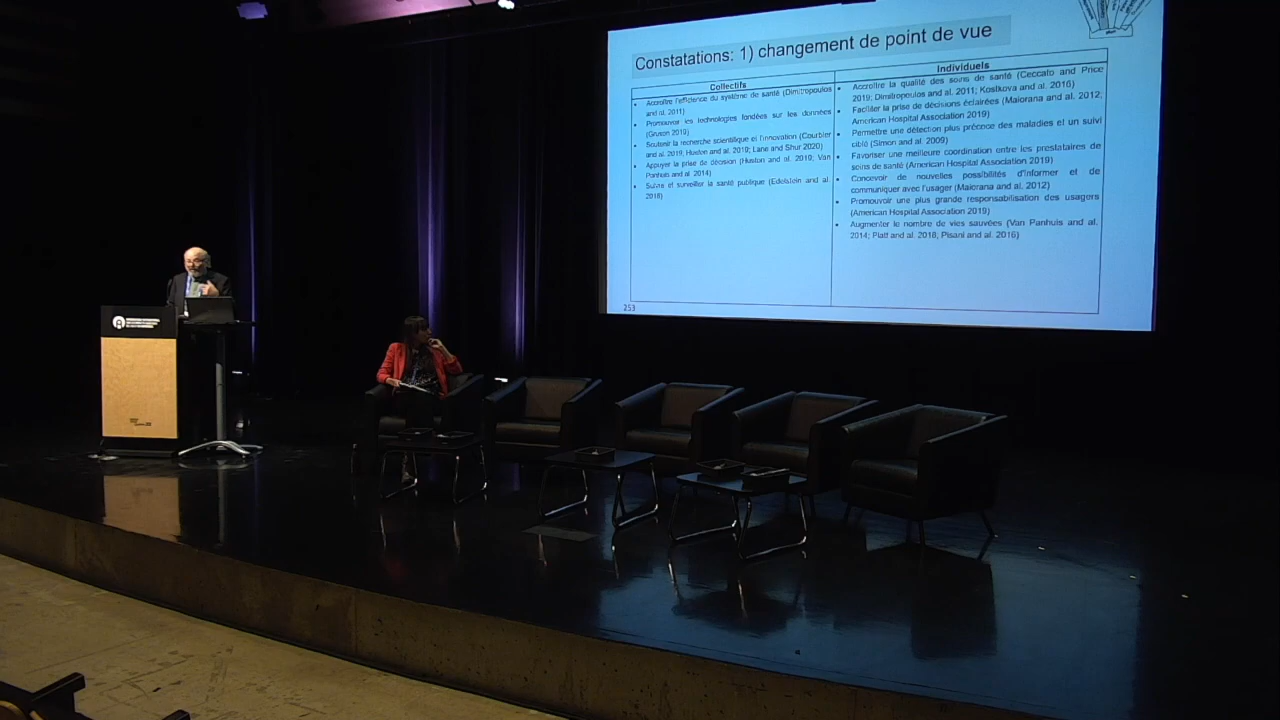 Constatations: 1) changement de point de vue
Collectifs
Accroître l'efficience du système de santé (Dimitropoulos
and al. 2011)
Promouvoir les technologies fondées sur les données
(Gruson 2019)
Soutenir la recherche scientifique et l'innovation (Courbier
and al. 2019; Huston and al. 2019; Lane and Shur 2020)
Appuyer la prise de décision (Huston and al. 2019; Van
Panhuis and al. 2014)
Suivre et surveiller la santé publique (Edelstein and al.
2018)
Individuels
Accroître la qualité des soins de santé (Ceccato and Price
2019; Dimitropoulos and al. 2011; Kostkova and al. 2016)
Faciliter la prise de décisions éclairées (Maiorana and al. 2012;
American Hospital Association 2019)
Permettre une détection plus précoce des maladies et un suivi
ciblé (Simon and al. 2009)
Favoriser une meilleure coordination entre les prestataires de
soins de santé (American Hospital Association 2019)
Concevoir de nouvelles possibilités d'informer et de
communiquer avec l'usager (Maiorana and al. 2012)
Promouvoir une plus grande responsabilisation des usagers
(American Hospital Association 2019)
Augmenter le nombre de vies sauvées (Van Panhuis and al.
2014; Platt and al. 2018; Pisani and al. 2016)
253